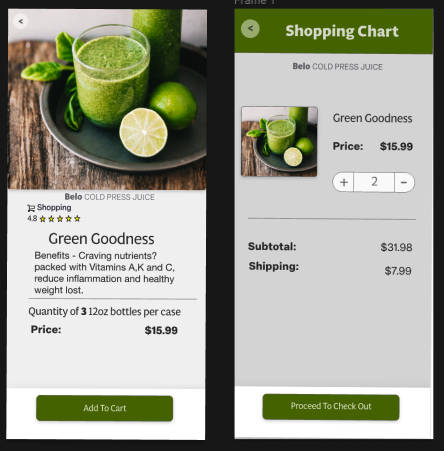 <
Belo COLD PRESS JUICE
Shopping
4.8
Green Goodness
Benefits - Craving nutrients?
packed with Vitamins A,K and C,
reduce inflammation and healthy
weight lost.
Quantity of 3 12oz bottles per case
Price: $15.99
Add To Cart
Frame 1
<
Shopping Chart
Belo COLD PRESS JUICE
Green Goodness
Price: $15.99
+ 2 -
Subtotal: $31.98
Shipping: $7.99
Proceed To Check Out